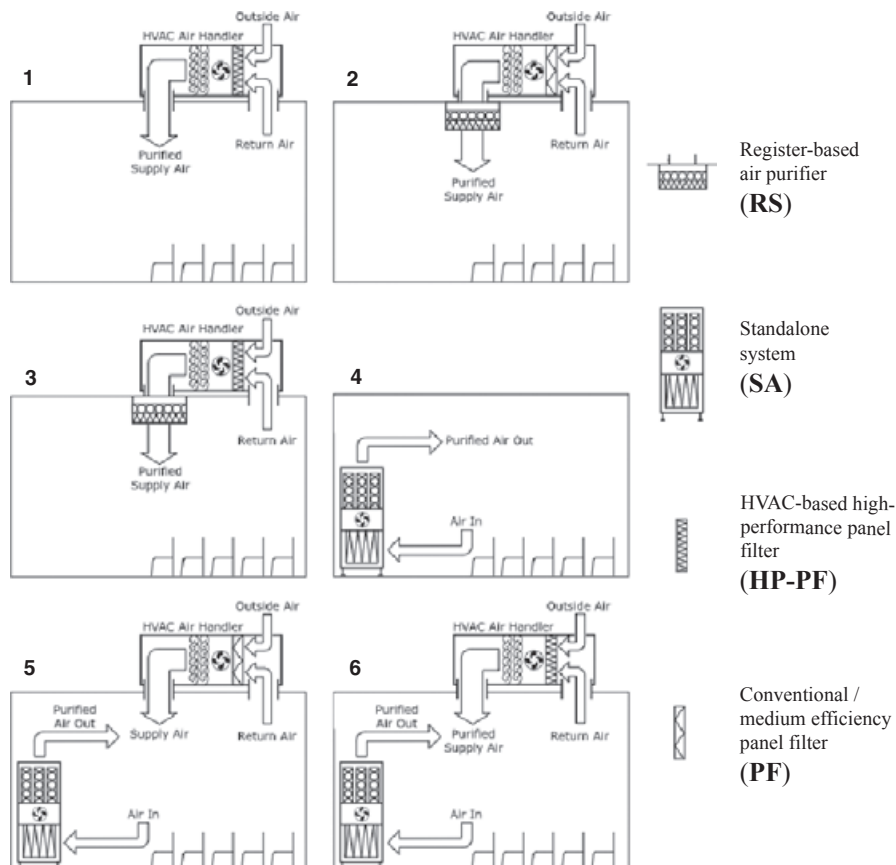 Outside Air
HVAC Air Handler
1
Purified
Supply Air
Return Air
Outside Air
HVAC Air Handler
2
Purified
Supply Air
Return Air
Register-based
air purifier
(RS)
Outside Air
HVAC Air Handler
3
Purified
Supply Air
Return Air
4
Purified Air Out
Air In
Standalone
system
(SA)
HVAC-based high-
performance panel
filter
(HP-PF)
Outside Air
HVAC Air Handler
5
Purified
Air Out
Supply Air
Return Air
Air In
Outside Air
HVAC Air Handler
6
Purified
Air Out
Purified
Supply Air
Return Air
Air In
Conventional /
medium efficiency
panel filter
(PF)